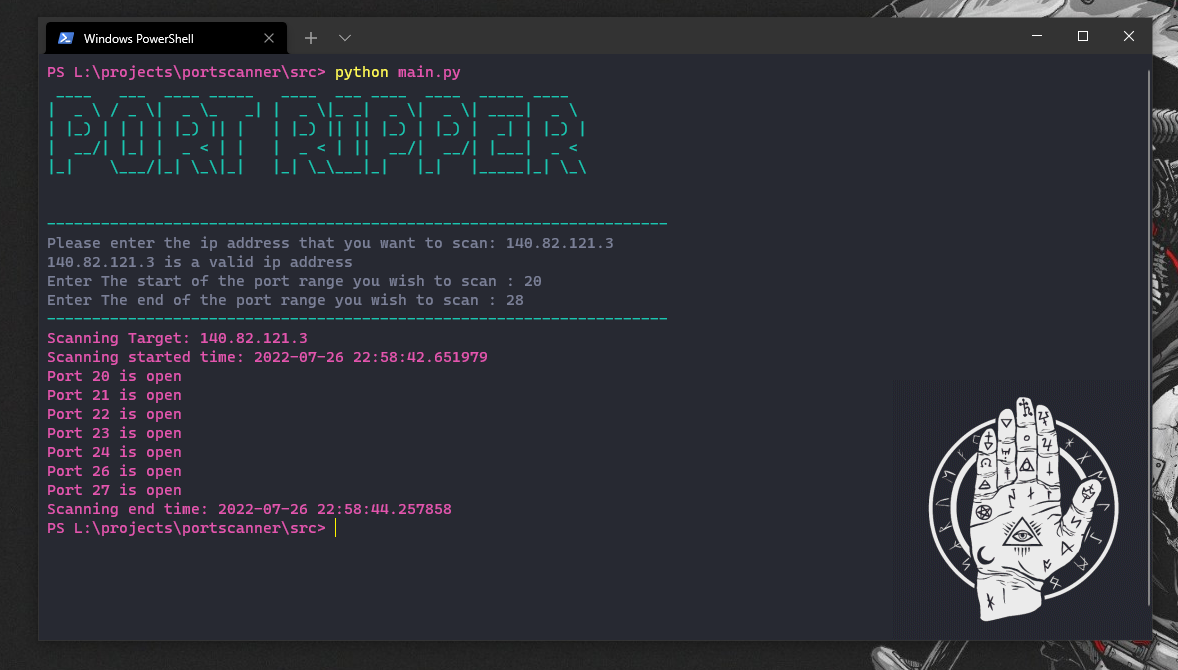 Windows PowerShell
PS L:\projects\portscanner\src> python main.py
PORT RIPPER
Please enter the ip address that you want to scan: 140.82.121.3
140.82.121.3 is a valid ip address
Enter The start of the port range you wish to scan : 20
Enter The end of the port range you wish to scan : 28
Scanning Target: 140.82.121.3
Scanning started time: 2022-07-26 22:58:42.651979
Port 20 is open
Port 21 is open
Port 22 is open
Port 23 is open
Port 24 is open
Port 26 is open
Port 27 is open
Scanning end time: 2022-07-26 22:58:44.257858
PS L:\projects\portscanner\src>